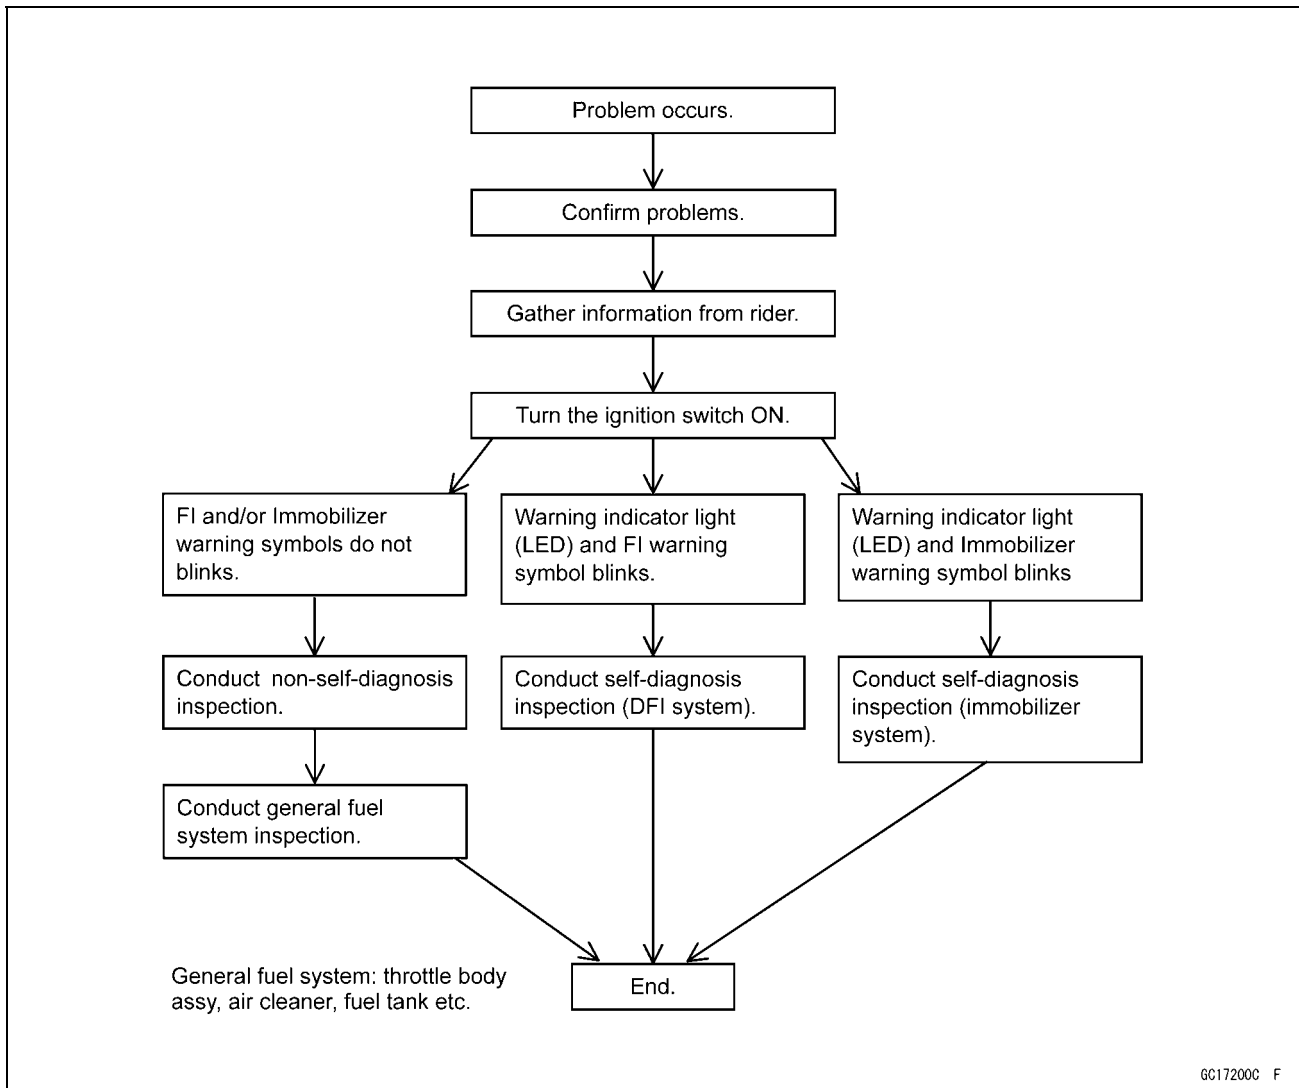 Problem occurs.
Confirm problems.
Gather information from rider.
Turn the ignition switch ON.
FI and/or Immobilizer
warning symbols do not
blinks.
Warning indicator light
(LED) and FI warning
symbol blinks.
Warning indicator light
(LED) and Immobilizer
warning symbol blinks
Conduct non-self-diagnosis
inspection.
Conduct self-diagnosis
inspection (DFI system).
Conduct self-diagnosis
inspection (immobilizer
system).
Conduct general fuel
system inspection.
General fuel system: throttle body
assy, air cleaner, fuel tank etc.
End.
GC17200C F